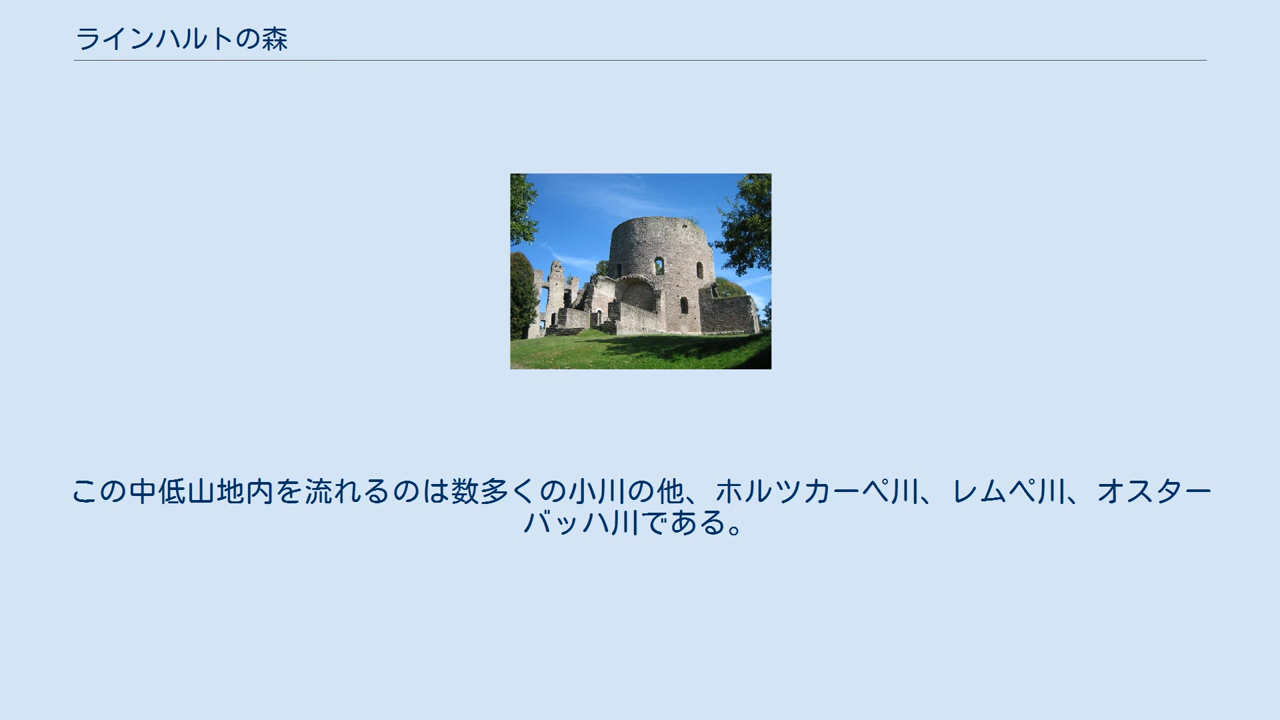 ラインハルトの森
この中低山地内を流れるのは数多くの小川の他、ホルツカーペ川、レムペ川、オスター
バッハ川である。